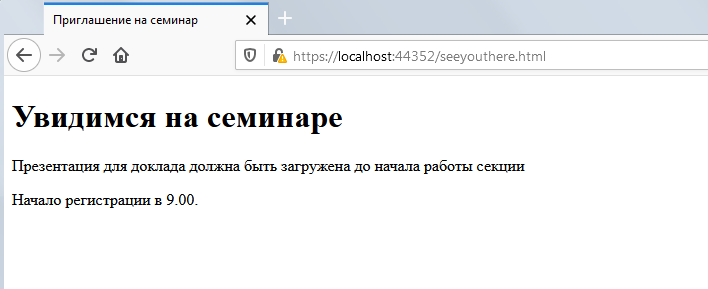 Приглашение на семинар
https://localhost:44352/seeyouthere.html
Увидимся на семинаре
Презентация для доклада должна быть загружена до начала работы секции
Начало регистрации в 9.00.